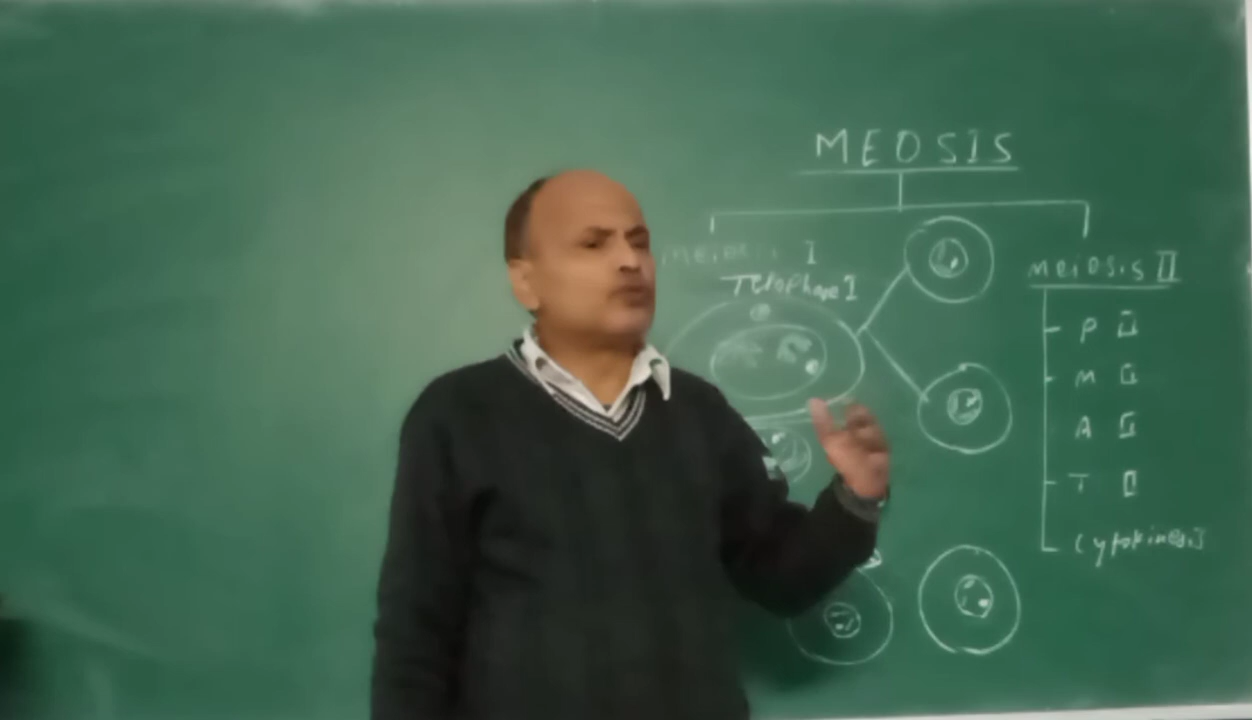 MEOSIS
meiosis I
Telophase I
meiosis II
P II
M II
A II
T II
Cytokinesis